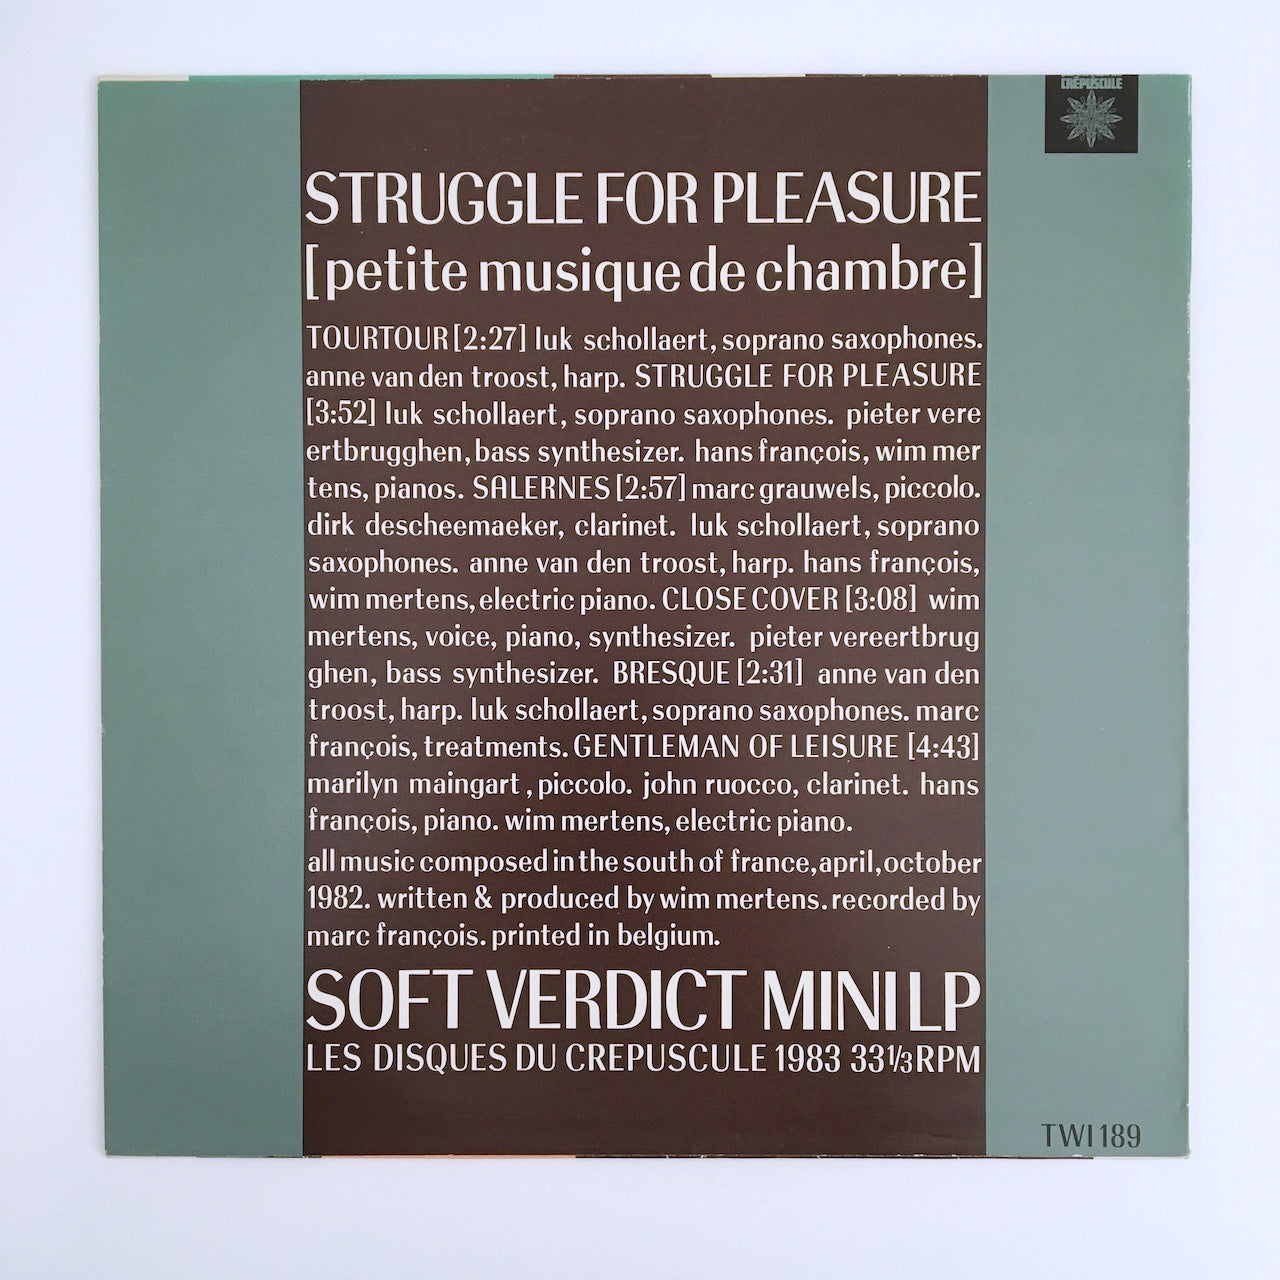 CRÉPUSCULE
STRUGGLE FOR PLEASURE
[petite musique de chambre]
TOURTOUR [2:27] luk schollaert, soprano saxophones.
anne van den troost, harp. STRUGGLE FOR PLEASURE
[3:52] luk schollaert, soprano saxophones. pieter vere
ertbrugghen, bass synthesizer. hans françois, wim mer
tens, pianos. SALERNES [2:57] marc grauwels, piccolo.
dirk descheemaeker, clarinet. luk schollaert, soprano
saxophones. anne van den troost, harp. hans françois,
wim mertens, electric piano. CLOSE COVER [3:08] wim
mertens, voice, piano, synthesizer. pieter vereertbrug
ghen, bass synthesizer. BRESQUE [2:31] anne van den
troost, harp. luk schollaert, soprano saxophones. marc
françois, treatments. GENTLEMAN OF LEISURE [4:43]
marilyn maingart, piccolo. john ruocco, clarinet. hans
françois, piano. wim mertens, electric piano.
all music composed in the south of france, april, october
1982. written & produced by wim mertens. recorded by
marc françois. printed in belgium.
SOFT VERDICT MINI LP
LES DISQUES DU CREPUSCULE 1983 33 1/3 RPM
TWI 189